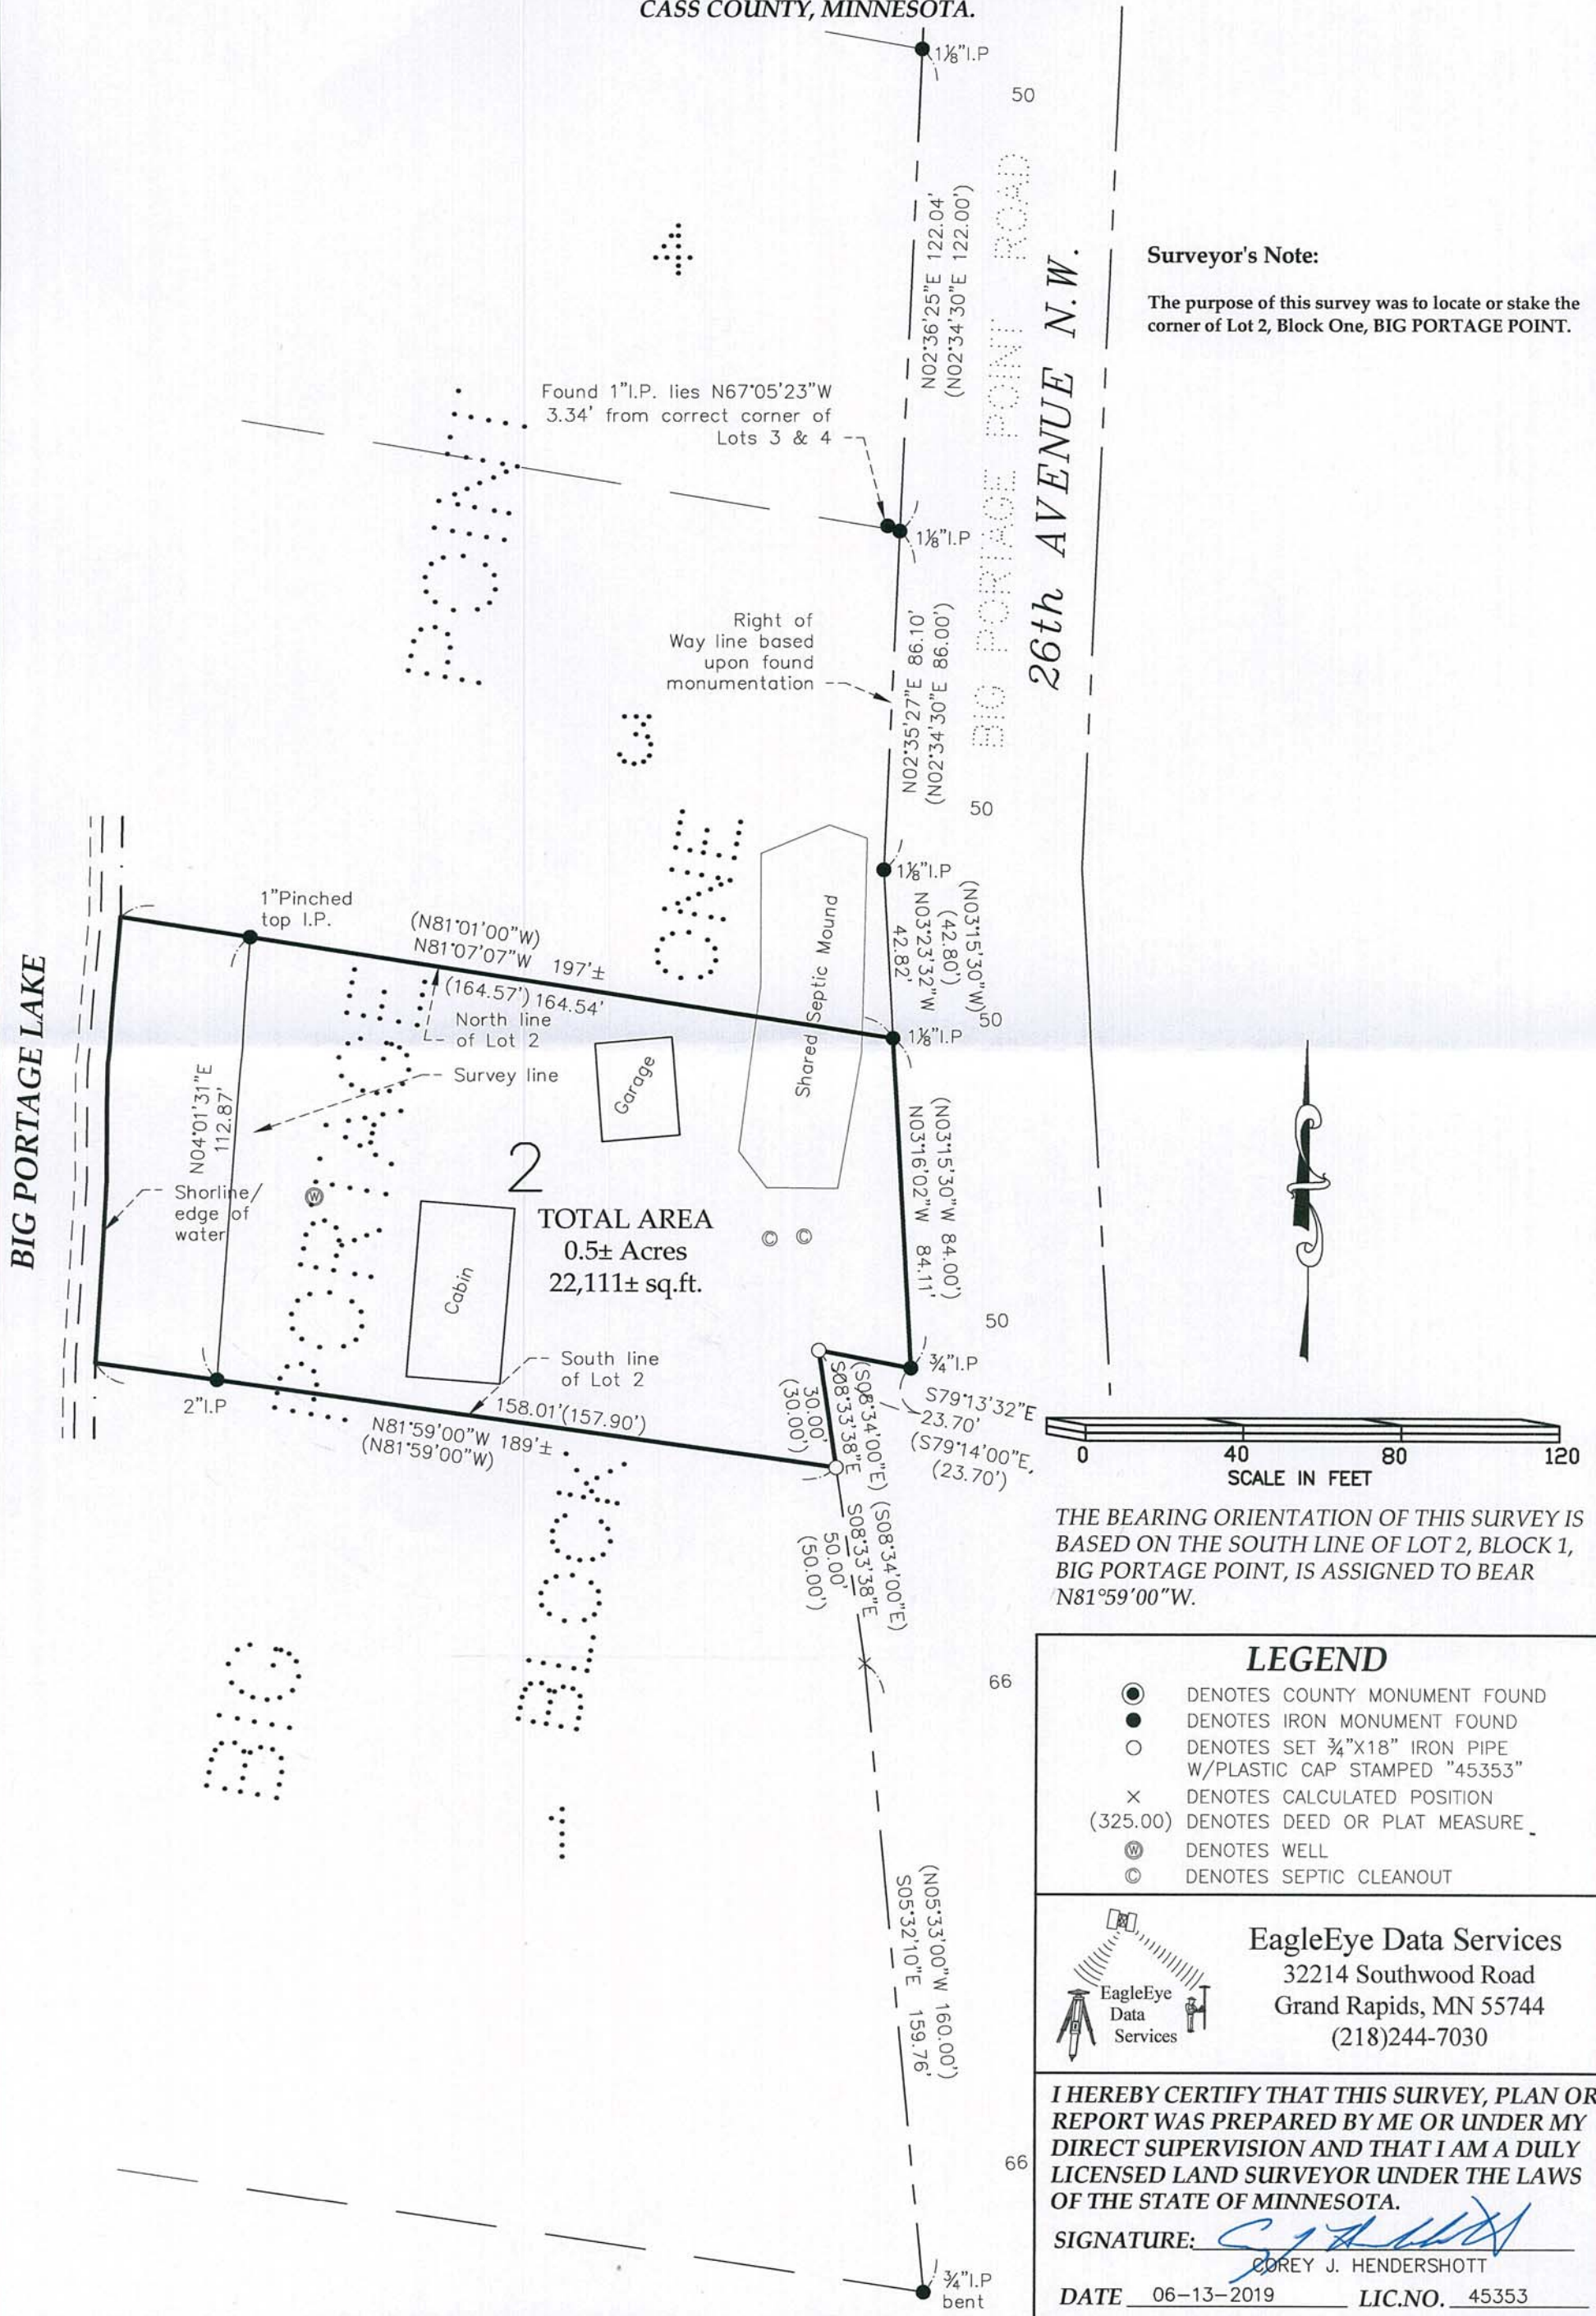 CASS COUNTY, MINNESOTA.
1⅛"I.P
50
4
N02°36'25"E 122.04'
(N02°34'30"E 122.00')
BIG PORTAGE POINT ROAD
26th AVENUE N.W.
Surveyor's Note:
The purpose of this survey was to locate or stake the
corner of Lot 2, Block One, BIG PORTAGE POINT.
Found 1"I.P. lies N67°05'23"W
3.34' from correct corner of
Lots 3 & 4
1⅛"I.P
Right of
Way line based
upon found
monumentation
N02°35'27"E 86.10'
(N02°34'30"E 86.00')
3
50
1⅛"I.P
(N03°15'30"W)
(42.80')
N03°23'32"W
42.82'
50
1"Pinched
top I.P.
(N81°01'00"W)
N81°07'07"W 197'±
(164.57') 164.54'
North line
of Lot 2
Shared Septic Mound
1⅛"I.P
BIG PORTAGE LAKE
Survey line
Garage
N04°01'31"E
112.87'
(N03°15'30"W 84.00')
N03°16'02"W 84.11'
2
Shorline/
edge of
water
W
TOTAL AREA
0.5± Acres
22,111± sq.ft.
C C
Cabin
50
South line
of Lot 2
¾"I.P
2"I.P
158.01'(157.90')
N81°59'00"W 189'±
(N81°59'00"W)
(S08°34'00"E)
S08°33'38"E
30.00'
(30.00')
S79°13'32"E
23.70'
(S79°14'00"E,
(23.70')
0 40 80 120
SCALE IN FEET
(S08°34'00"E)
S08°33'38"E
50.00'
(50.00')
THE BEARING ORIENTATION OF THIS SURVEY IS
BASED ON THE SOUTH LINE OF LOT 2, BLOCK 1,
BIG PORTAGE POINT, IS ASSIGNED TO BEAR
N81°59'00"W.
BIG PORTAGE POINT
BLOCK ONE
66
1
(N05°33'00"W 160.00')
S05°32'10"E 159.76'
66
¾"I.P
bent
LEGEND
DENOTES COUNTY MONUMENT FOUND
DENOTES IRON MONUMENT FOUND
DENOTES SET ¾"X18" IRON PIPE
W/PLASTIC CAP STAMPED "45353"
× DENOTES CALCULATED POSITION
(325.00) DENOTES DEED OR PLAT MEASURE
W DENOTES WELL
© DENOTES SEPTIC CLEANOUT
EagleEye
Data
Services
EagleEye Data Services
32214 Southwood Road
Grand Rapids, MN 55744
(218)244-7030
I HEREBY CERTIFY THAT THIS SURVEY, PLAN OR
REPORT WAS PREPARED BY ME OR UNDER MY
DIRECT SUPERVISION AND THAT I AM A DULY
LICENSED LAND SURVEYOR UNDER THE LAWS
OF THE STATE OF MINNESOTA.
SIGNATURE:
COREY J. HENDERSHOTT
DATE 06-13-2019 LIC.NO. 45353